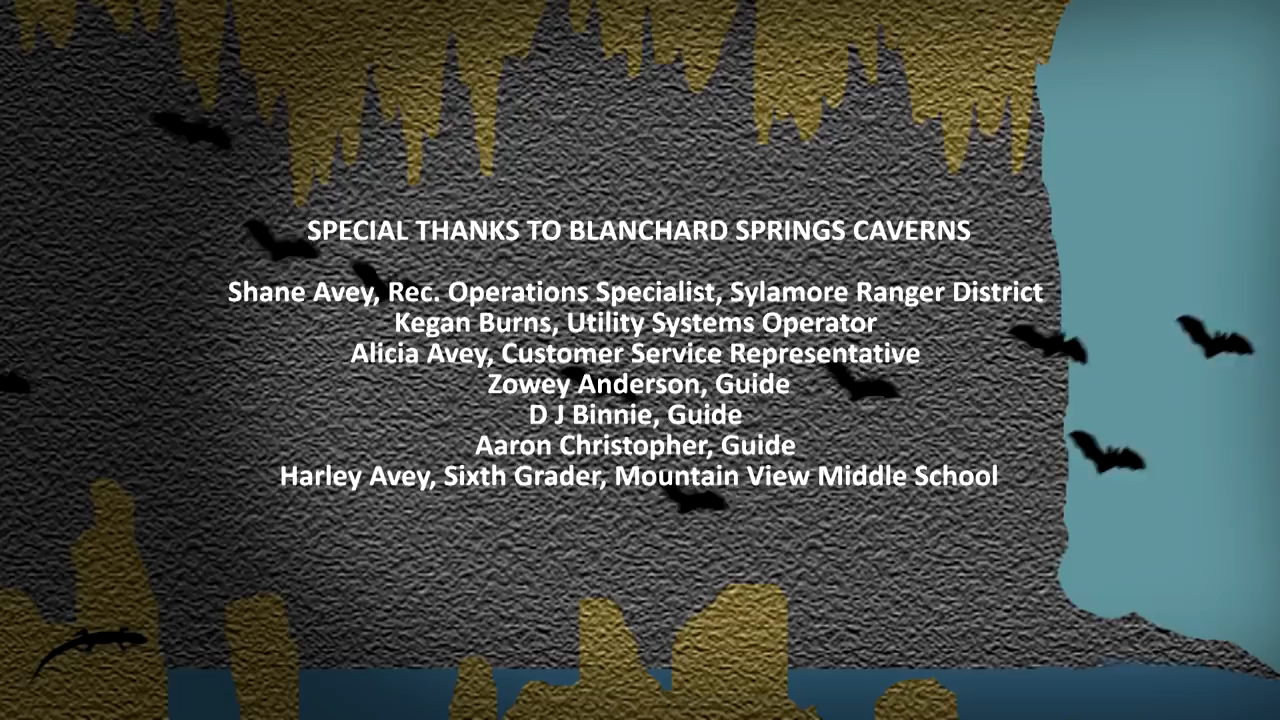 SPECIAL THANKS TO BLANCHARD SPRINGS CAVERNS
Shane Avey, Rec. Operations Specialist, Sylamore Ranger District
Kegan Burns, Utility Systems Operator
Alicia Avey, Customer Service Representative
Zowey Anderson, Guide
D J Binnie, Guide
Aaron Christopher, Guide
Harley Avey, Sixth Grader, Mountain View Middle School